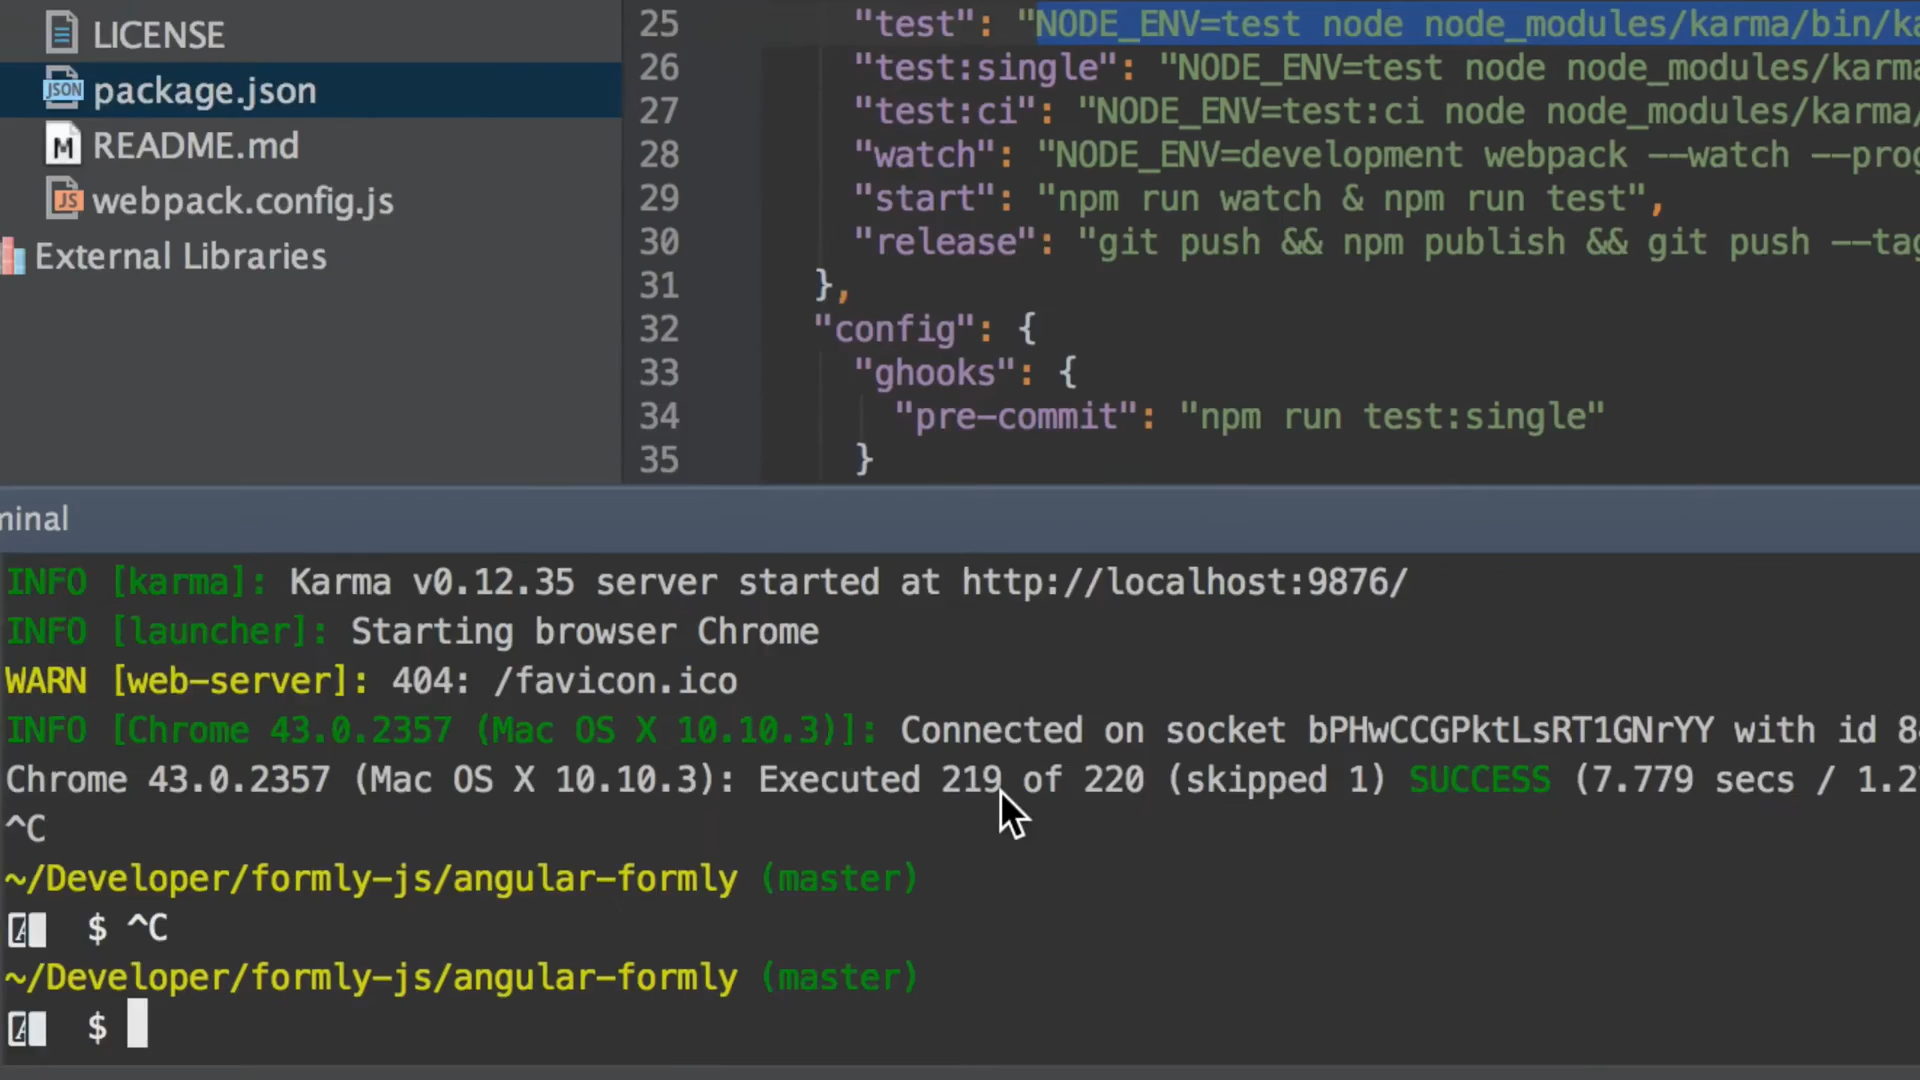 LICENSE
package.json
README.md
webpack.config.js
External Libraries
25 "test": "NODE_ENV=test node node_modules/karma/bin/ka
26 "test:single": "NODE_ENV=test node node_modules/karma
27 "test:ci": "NODE_ENV=test:ci node node_modules/karma/
28 "watch": "NODE_ENV=development webpack --watch --prog
29 "start": "npm run watch & npm run test",
30 "release": "git push && npm publish && git push --tag
31 },
32 "config": {
33 "ghooks": {
34 "pre-commit": "npm run test:single"
35 }
minal
INFO [karma]: Karma v0.12.35 server started at http://localhost:9876/
INFO [launcher]: Starting browser Chrome
WARN [web-server]: 404: /favicon.ico
INFO [Chrome 43.0.2357 (Mac OS X 10.10.3)]: Connected on socket bPHwCCGPktLsRT1GNrYY with id 8
Chrome 43.0.2357 (Mac OS X 10.10.3): Executed 219 of 220 (skipped 1) SUCCESS (7.779 secs / 1.2
^C
~/Developer/formly-js/angular-formly (master)
$ ^C
~/Developer/formly-js/angular-formly (master)
$